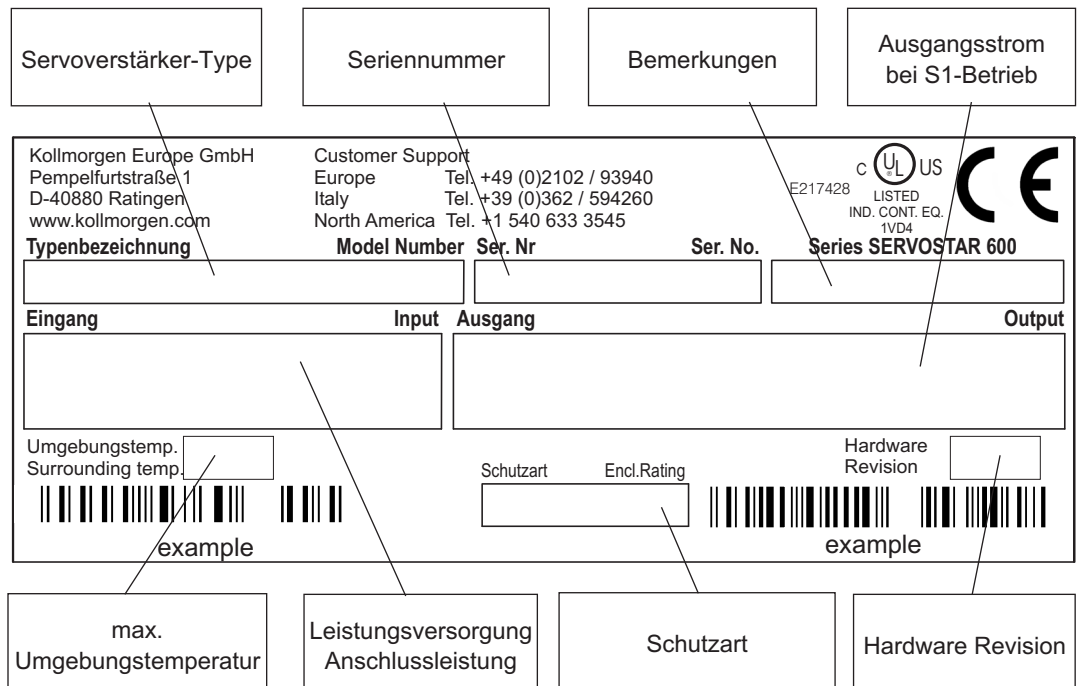 Servoverstärker-Type
Seriennummer
Bemerkungen
Ausgangsstrom
bei S1-Betrieb
Kollmorgen Europe GmbH
Pempelfurtstraße 1
D-40880 Ratingen
www.kollmorgen.com
Customer Support
Europe Tel. +49 (0)2102 / 93940
Italy Tel. +39 (0)362 / 594260
North America Tel. +1 540 633 3545
E217428
C UL ® US
LISTED
IND. CONT. EQ.
1VD4
CE
Typenbezeichnung Model Number
Ser. Nr Ser. No.
Series SERVOSTAR 600
Eingang Input
Ausgang Output
Umgebungstemp.
Surrounding temp.
Schutzart Encl.Rating
Hardware
Revision
example
example
max.
Umgebungstemperatur
Leistungsversorgung
Anschlussleistung
Schutzart
Hardware Revision